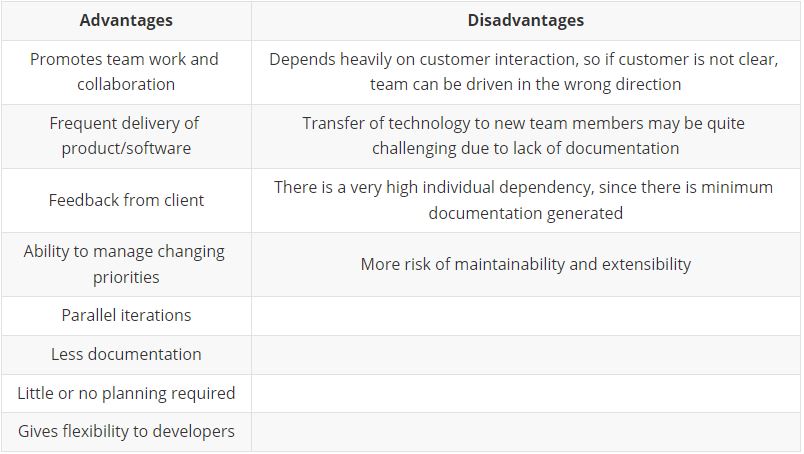 Advantages
Disadvantages
Promotes team work and
collaboration
Depends heavily on customer interaction, so if customer is not clear,
team can be driven in the wrong direction
Frequent delivery of
product/software
Transfer of technology to new team members may be quite
challenging due to lack of documentation
Feedback from client
There is a very high individual dependency, since there is minimum
documentation generated
Ability to manage changing
priorities
More risk of maintainability and extensibility
Parallel iterations
Less documentation
Little or no planning required
Gives flexibility to developers